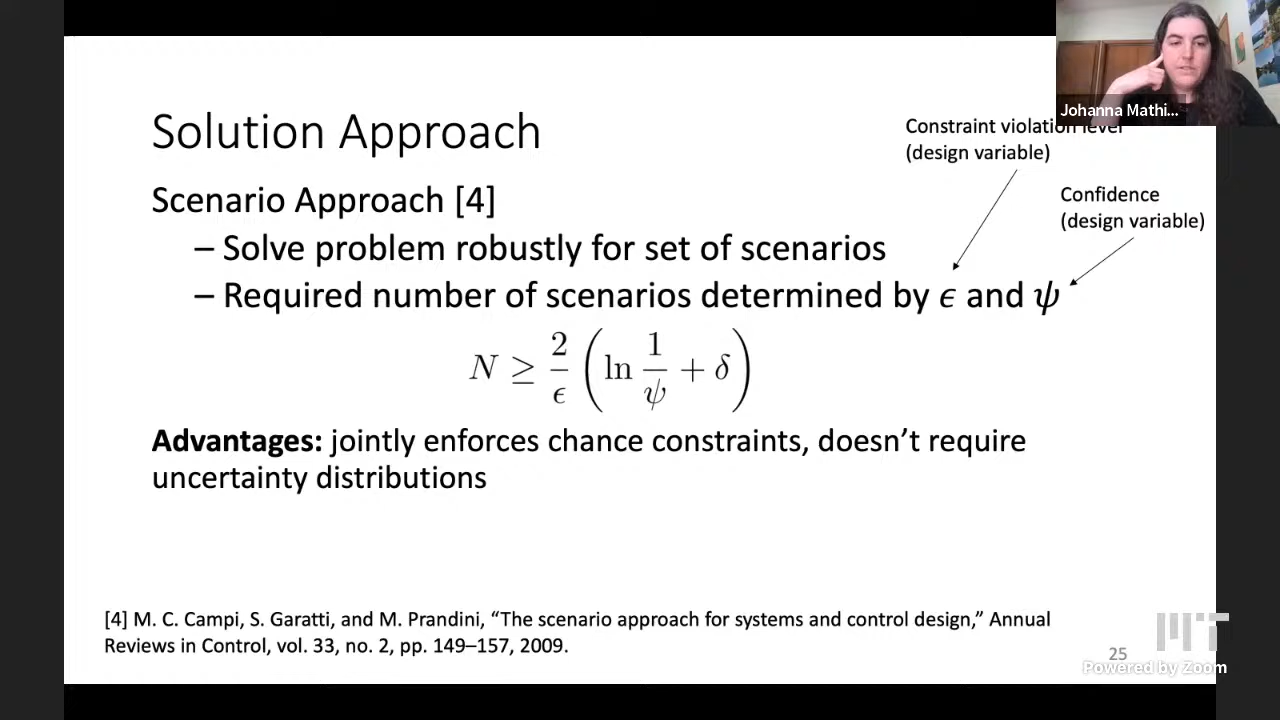 Johanna Mathi...
Solution Approach
Constraint violation level
(design variable)
Confidence
(design variable)
Scenario Approach [4]
– Solve problem robustly for set of scenarios
– Required number of scenarios determined by ϵ and ψ
N ≥ 2/ϵ (ln 1/ψ + δ)
Advantages: jointly enforces chance constraints, doesn’t require
uncertainty distributions
[4] M. C. Campi, S. Garatti, and M. Prandini, “The scenario approach for systems and control design,” Annual
Reviews in Control, vol. 33, no. 2, pp. 149–157, 2009.
MIT
25
Powered by Zoom